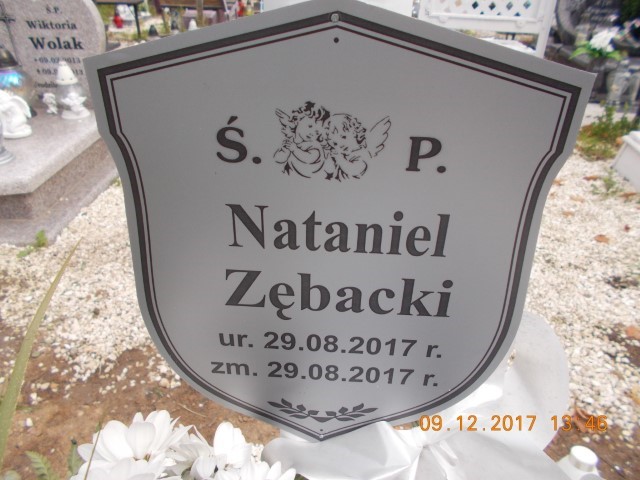 Ś.P.
Wiktoria
Wolak
Ś. P.
Nataniel
Zębacki
ur. 29.08.2017 r.
zm. 29.08.2017 r.
09.12.2017 13:46